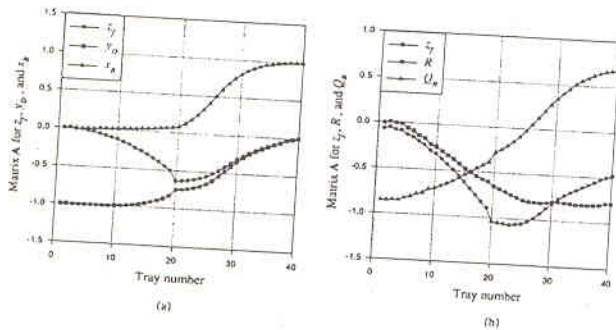 1.5
1.0
0.5
0.0
-0.5
-1.0
-1.5
z_f
y_D
x_B
Matrix A for z_f, y_D, and x_B
0
10
20
30
40
Tray number
(a)
1.0
0.5
0.0
-0.5
-1.0
-1.5
z_f
R
Q_B
Matrix A for z_f, R, and Q_B
0
10
20
30
40
Tray number
(b)